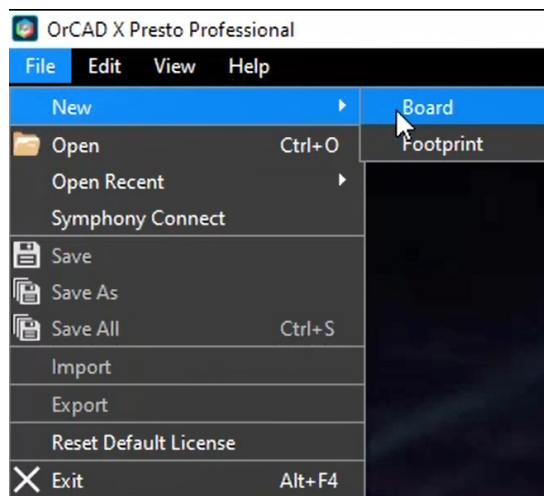 OrCAD X Presto Professional
File Edit View Help
New Board
Open Ctrl+O Footprint
Open Recent
Symphony Connect
Save
Save As
Save All Ctrl+S
Import
Export
Reset Default License
Exit Alt+F4